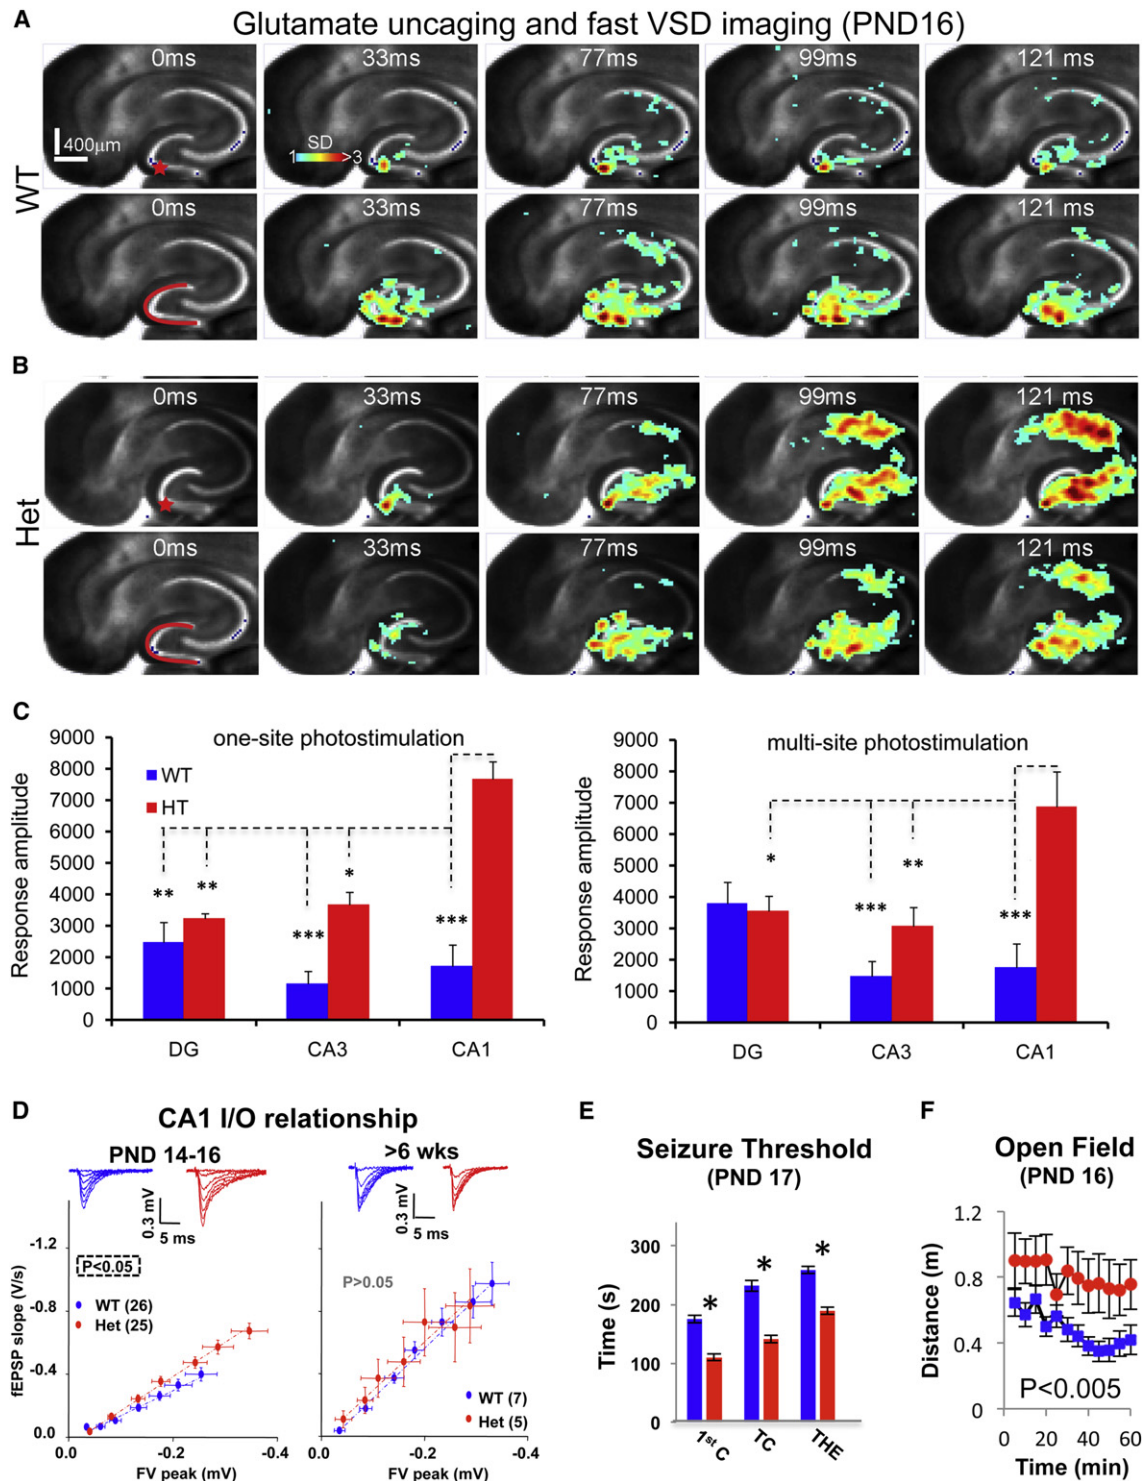 A
Glutamate uncaging and fast VSD imaging (PND16)
0ms 33ms 77ms 99ms 121 ms
400µm
SD
1 >3
WT
0ms 33ms 77ms 99ms 121 ms
B
0ms 33ms 77ms 99ms 121 ms
Het
0ms 33ms 77ms 99ms 121 ms
C
one-site photostimulation
WT
HT
Response amplitude
9000
8000
7000
6000
5000
4000
3000
2000
1000
0
** ** *** * ***
DG CA3 CA1
multi-site photostimulation
Response amplitude
9000
8000
7000
6000
5000
4000
3000
2000
1000
0
* *** ** ***
DG CA3 CA1
D
CA1 I/O relationship
PND 14-16
0.3 mV
5 ms
fEPSP slope (V/s)
-1.2
-0.8
-0.4
0.0
P<0.05
WT (26)
Het (25)
0.0 -0.2 -0.4
FV peak (mV)
>6 wks
0.3 mV
5 ms
P>0.05
WT (7)
Het (5)
0.0 -0.2 -0.4
FV peak (mV)
E
Seizure Threshold
(PND 17)
Time (s)
300
200
100
0
* * *
1st C TC THE
F
Open Field
(PND 16)
Distance (m)
1.2
0.8
0.4
0
P<0.005
0 20 40 60
Time (min)